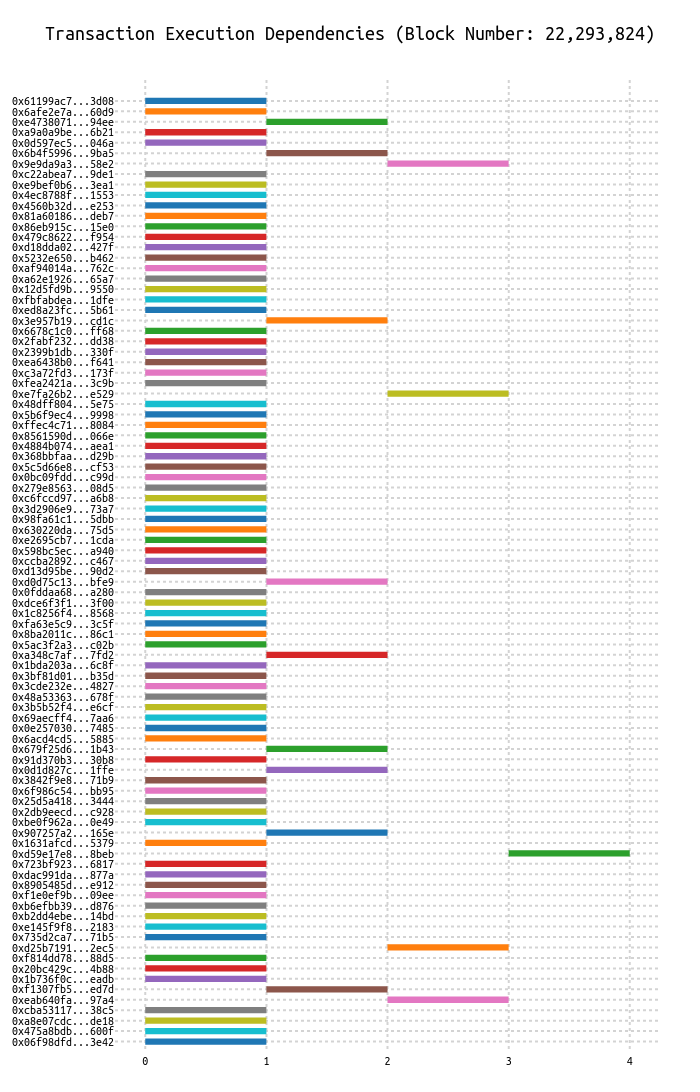 Transaction Execution Dependencies (Block Number: 22,293,824)
0x61199ac7...3d08
0x6afe2e7a...60d9
0xe4738071...94ee
0xa9a0a9be...6b21
0x0d597ec5...046a
0x6b4f5996...9ba5
0x9e9da9a3...58e2
0xc22abea7...9de1
0xe9bef0b6...3ea1
0x4ec8788f...1553
0x4560b32d...e253
0x81a60186...deb7
0x86eb915c...15e0
0x479c8622...f954
0xd18dda02...427f
0x5232e650...b462
0xaf94014a...762c
0xa62e1926...65a7
0x12d5fd9b...9550
0xfbfabdea...1dfe
0xed8a23fc...5b61
0x3e957b19...cd1c
0x6678c1c0...ff68
0x2fabf232...dd38
0x2399b1db...330f
0xea6438b0...f641
0xc3a72fd3...173f
0xfea2421a...3c9b
0xe7fa26b2...e529
0x48dff804...5e75
0x5b6f9ec4...9998
0xffec4c71...8084
0x8561590d...066e
0x4884b074...aea1
0x368bbfaa...d29b
0x5c5d66e8...cf53
0x0bc09fdd...c99d
0x279e8563...08d5
0xc6fccd97...a6b8
0x3d2906e9...73a7
0x98fa61c1...5dbb
0x630220da...75d5
0xe2695cb7...1cda
0x598bc5ec...a940
0xccba2892...c467
0xd13d95be...90d2
0xd0d75c13...bfe9
0x0fddaa68...a280
0xdce6f3f1...3f00
0x1c8256f4...8568
0xfa63e5c9...3c5f
0x8ba2011c...86c1
0x5ac3f2a3...c02b
0xa348c7af...7fd2
0x1bda203a...6c8f
0x3bf81d01...b35d
0x3cde232e...4827
0x48a53363...678f
0x3b5b52f4...e6cf
0x69aecff4...7aa6
0x0e257030...7485
0x6acd4cd5...5885
0x679f25d6...1b43
0x91d370b3...30b8
0x0d1d827c...1ffe
0x3842f9e8...71b9
0x6f986c54...bb95
0x25d5a418...3444
0x2db9eecd...c928
0xbe0f962a...0e49
0x907257a2...165e
0x1631afcd...5379
0xd59e17e8...8beb
0x723bf923...6817
0xdac991da...877a
0x8905485d...e912
0xf1e0ef9b...09ee
0xb6efbb39...d876
0xb2dd4ebe...14bd
0xe145f9f8...2183
0x735d2ca7...71b5
0xd25b7191...2ec5
0xf814dd78...88d5
0x20bc429c...4b88
0x1b736f0c...eadb
0xf1307fb5...ed7d
0xeab640fa...97a4
0xcba53117...38c5
0xa8e07cdc...de18
0x475a8bdb...600f
0x06f98dfd...3e42
0 1 2 3 4